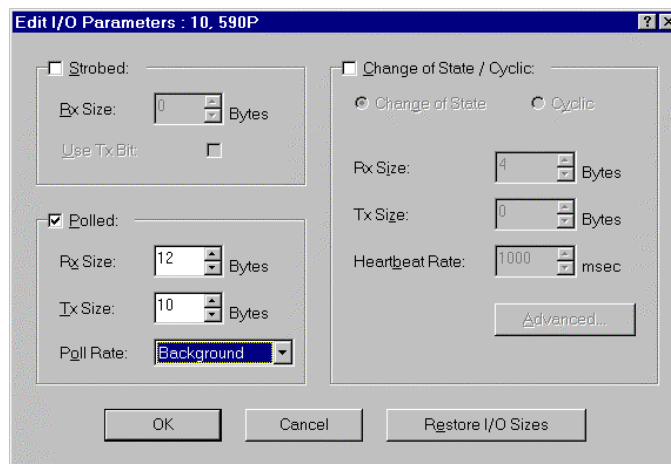 Edit I/O Parameters : 10, 590P
Strobed:
Rx Size: 0 Bytes
Use Tx Bit:
Polled:
Rx Size: 12 Bytes
Tx Size: 10 Bytes
Poll Rate: Background
Change of State / Cyclic:
Change of State Cyclic
Rx Size: 4 Bytes
Tx Size: 0 Bytes
Heartbeat Rate: 1000 msec
Advanced...
OK Cancel Restore I/O Sizes